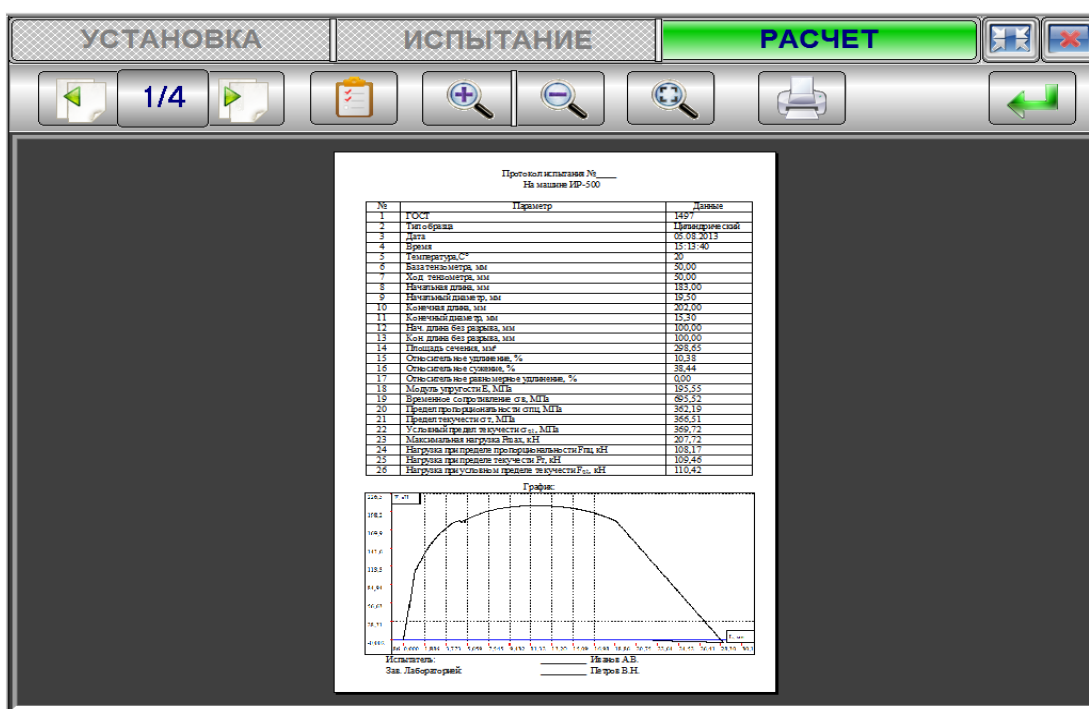 УСТАНОВКА ИСПЫТАНИЕ РАСЧЕТ
1/4
Протокол испытания №____
На машине ИР-500
№ Параметр Данные
1 ГОСТ 1497
2 Тип образца Цилиндрический
3 Дата 05.08.2013
4 Время 15:13:40
5 Температура,С° 20
6 База тензометра, мм 50,00
7 Ход тензометра, мм 50,00
8 Начальная длина, мм 183,00
9 Начальный диаметр, мм 19,50
10 Конечная длина, мм 202,00
11 Конечный диаметр, мм 15,30
12 Нач. длина без разрыва, мм 100,00
13 Кон. длина без разрыва, мм 100,00
14 Площадь сечения, мм² 298,65
15 Относительное удлинение, % 10,38
16 Относительное сужение, % 38,44
17 Относительное равномерное удлинение, % 0,00
18 Модуль упругости Е, МПа 195,55
19 Временное сопротивление σв, МПа 695,52
20 Предел пропорциональности σпц, МПа 362,19
21 Предел текучести σт, МПа 366,51
22 Условный предел текучести МПа 369,72
23 Максимальная нагрузка Pmax, кН 207,72
24 Нагрузка при пределе пропорциональности Fпц, кН 108,17
25 Нагрузка при пределе текучести Рт, кН 109,46
26 Нагрузка при условном пределе текучести кН 110,42
График:
Испытатель: ________ Иванов А.В.
Зав. Лабораторией: ________ Петров В.Н.